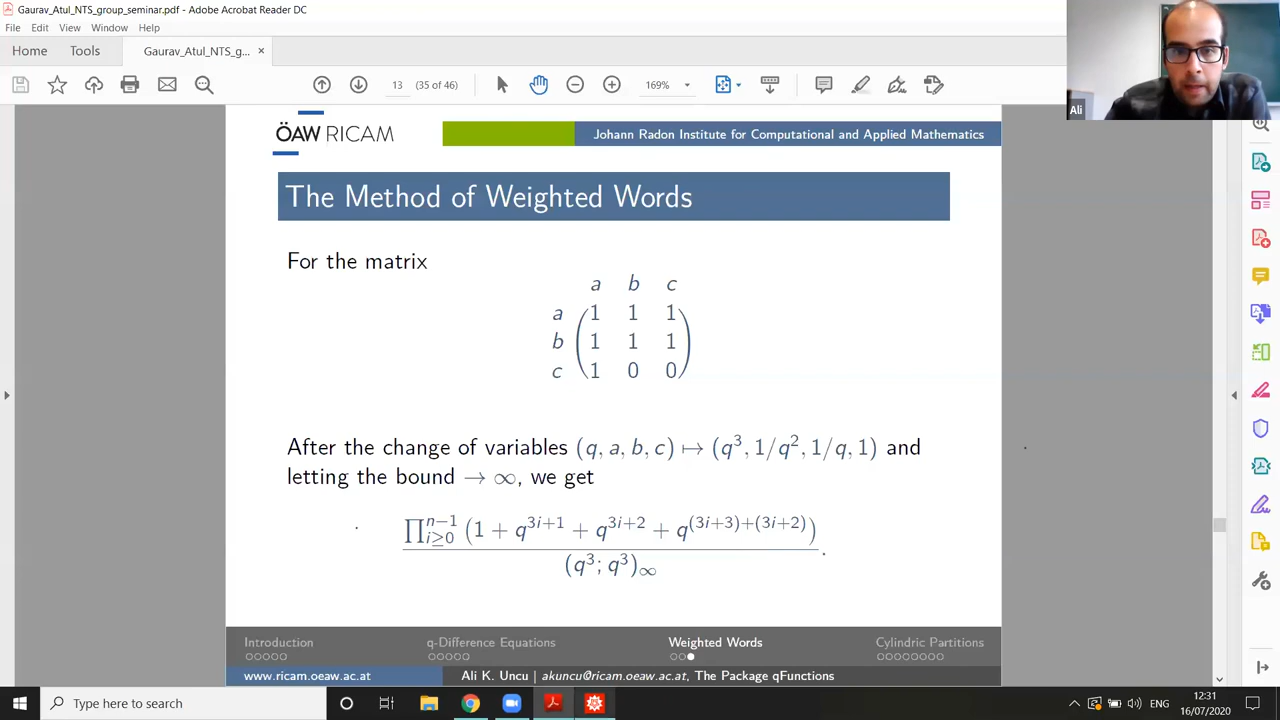 Gaurav_Atul_NTS_group_seminar.pdf - Adobe Acrobat Reader DC
File Edit View Window Help
Home Tools Gaurav_Atul_NTS_g... ×
13 (35 of 46) 169%
Ali
ÖAW RICAM Johann Radon Institute for Computational and Applied Mathematics
The Method of Weighted Words
For the matrix
a b c
a 1 1 1
b 1 1 1
c 1 0 0
After the change of variables (q, a, b, c) ↦ (q³, 1/q², 1/q, 1) and
letting the bound → ∞, we get
∏_{i≥0}^{n−1} (1 + q^{3i+1} + q^{3i+2} + q^{(3i+3)+(3i+2)})
(q³; q³)_∞ .
Introduction q-Difference Equations Weighted Words Cylindric Partitions
www.ricam.oeaw.ac.at Ali K. Uncu | akuncu@ricam.oeaw.ac.at, The Package qFunctions
Type here to search
ENG
12:31
16/07/2020